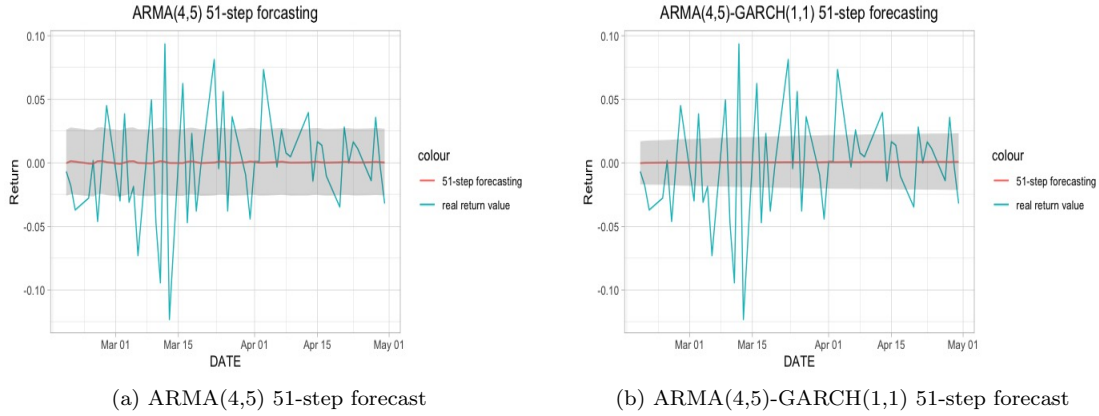 ARMA(4,5) 51-step forcasting
0.10
0.05
0.00
-0.05
-0.10
Return
Mar 01
Mar 15
Apr 01
Apr 15
May 01
DATE
colour
51-step forecasting
real return value
(a) ARMA(4,5) 51-step forecast
ARMA(4,5)-GARCH(1,1) 51-step forecasting
0.10
0.05
0.00
-0.05
-0.10
Return
Mar 01
Mar 15
Apr 01
Apr 15
May 01
DATE
colour
51-step forecasting
real return value
(b) ARMA(4,5)-GARCH(1,1) 51-step forecast